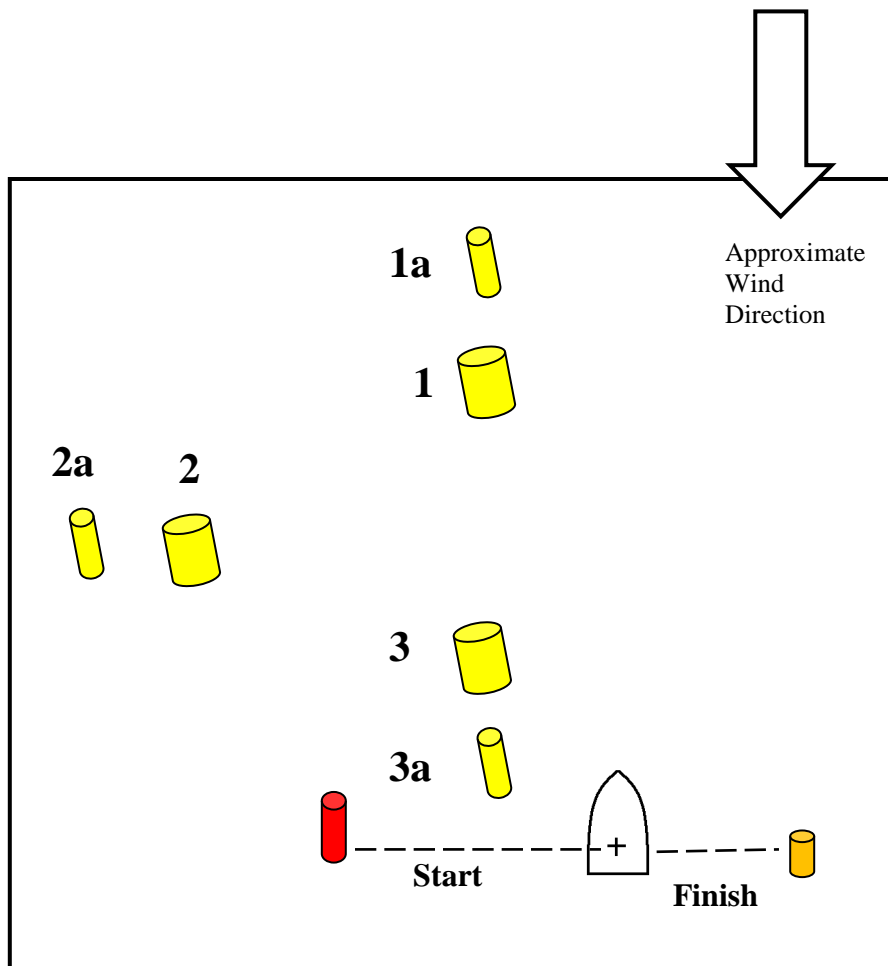 Approximate
Wind
Direction
1a
1
2a
2
3
3a
Start
Finish